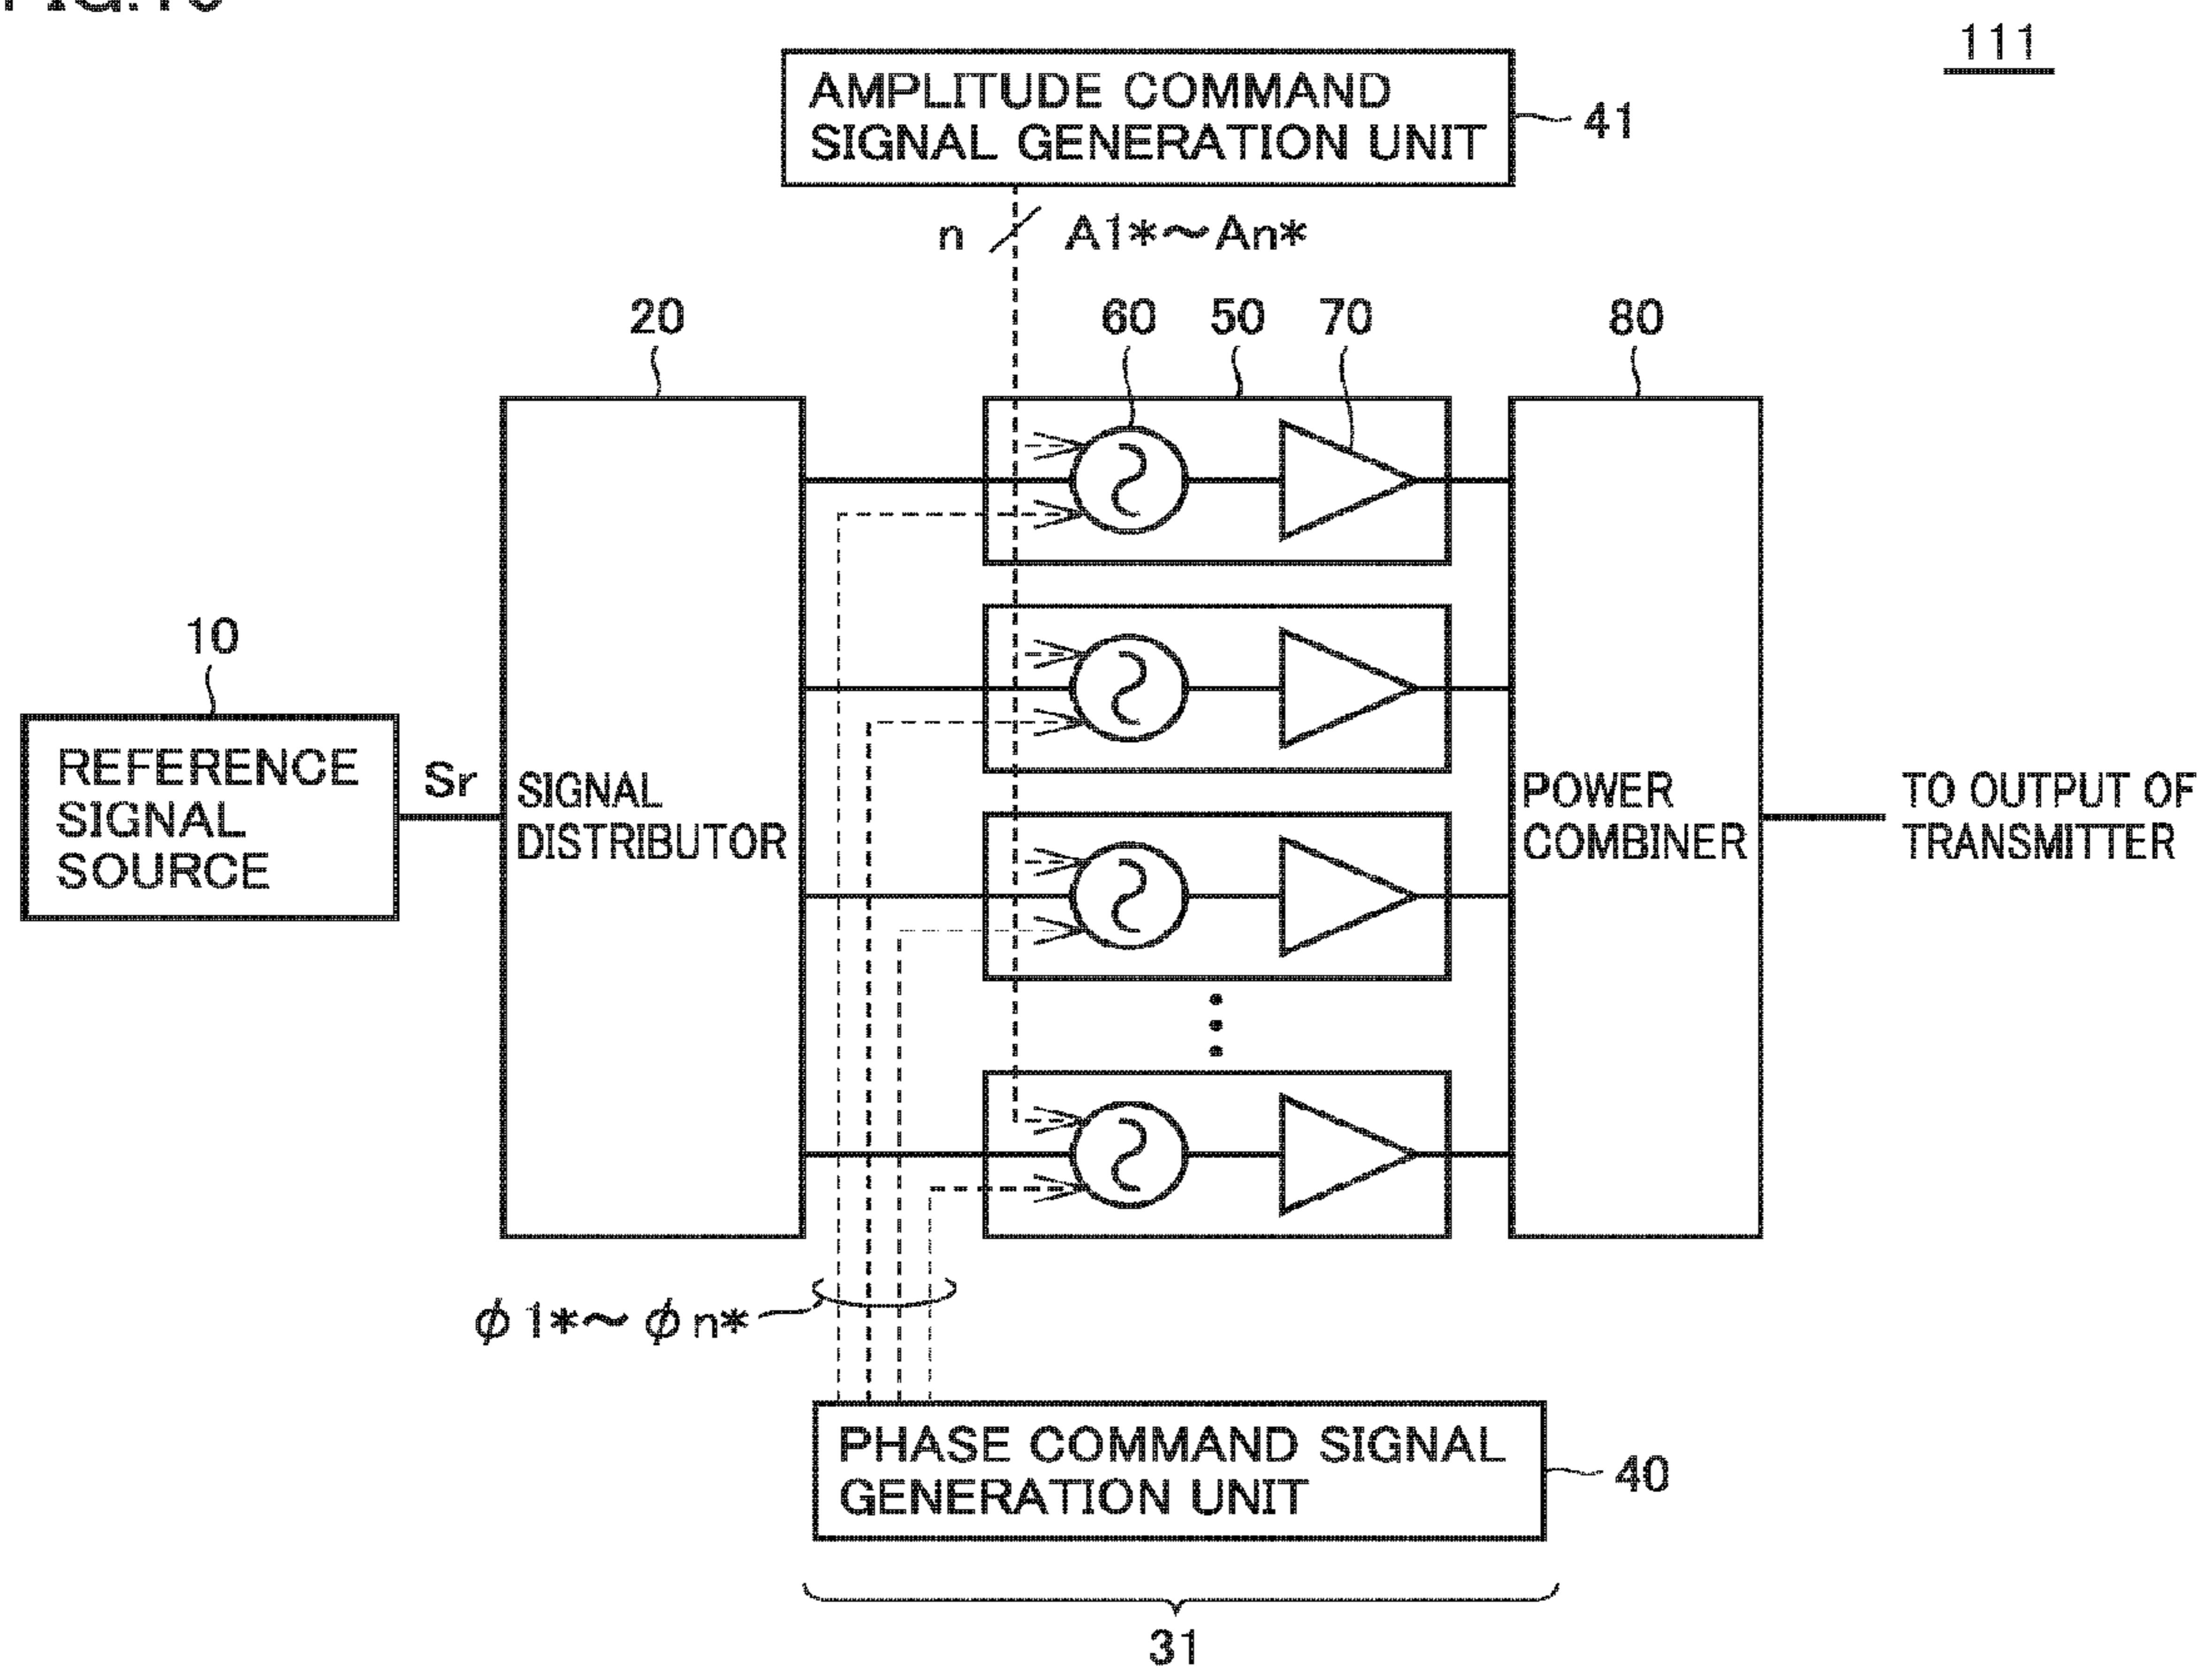 111
AMPLITUDE COMMAND
SIGNAL GENERATION UNIT
41
n
A1*~An*
20
60
50
70
80
10
REFERENCE
SIGNAL
SOURCE
Sr
SIGNAL
DISTRIBUTOR
POWER
COMBINER
TO OUTPUT OF
TRANSMITTER
ϕ1*~ϕn*
PHASE COMMAND SIGNAL
GENERATION UNIT
40
31